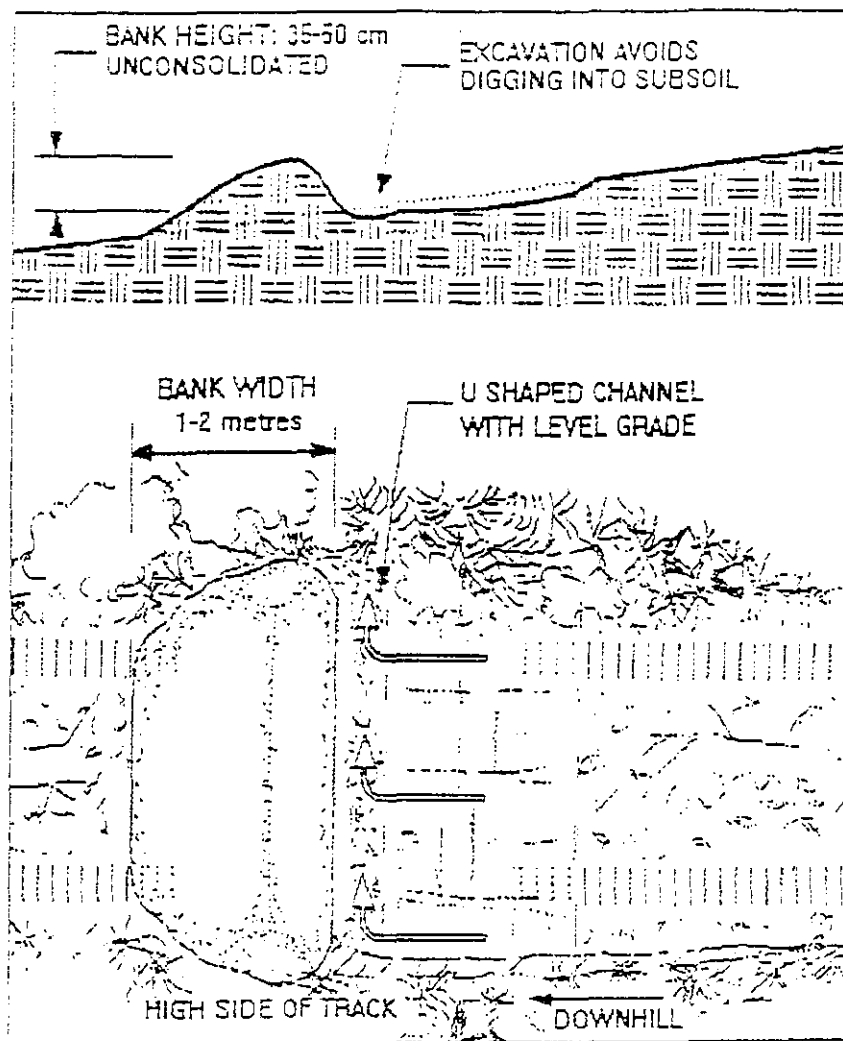 BANK HEIGHT: 35-50 cm
UNCONSOLIDATED
EXCAVATION AVOIDS
DIGGING INTO SUBSOIL
BANK WIDTH
1-2 metres
U SHAPED CHANNEL
WITH LEVEL GRADE
HIGH SIDE OF TRACK
DOWNHILL